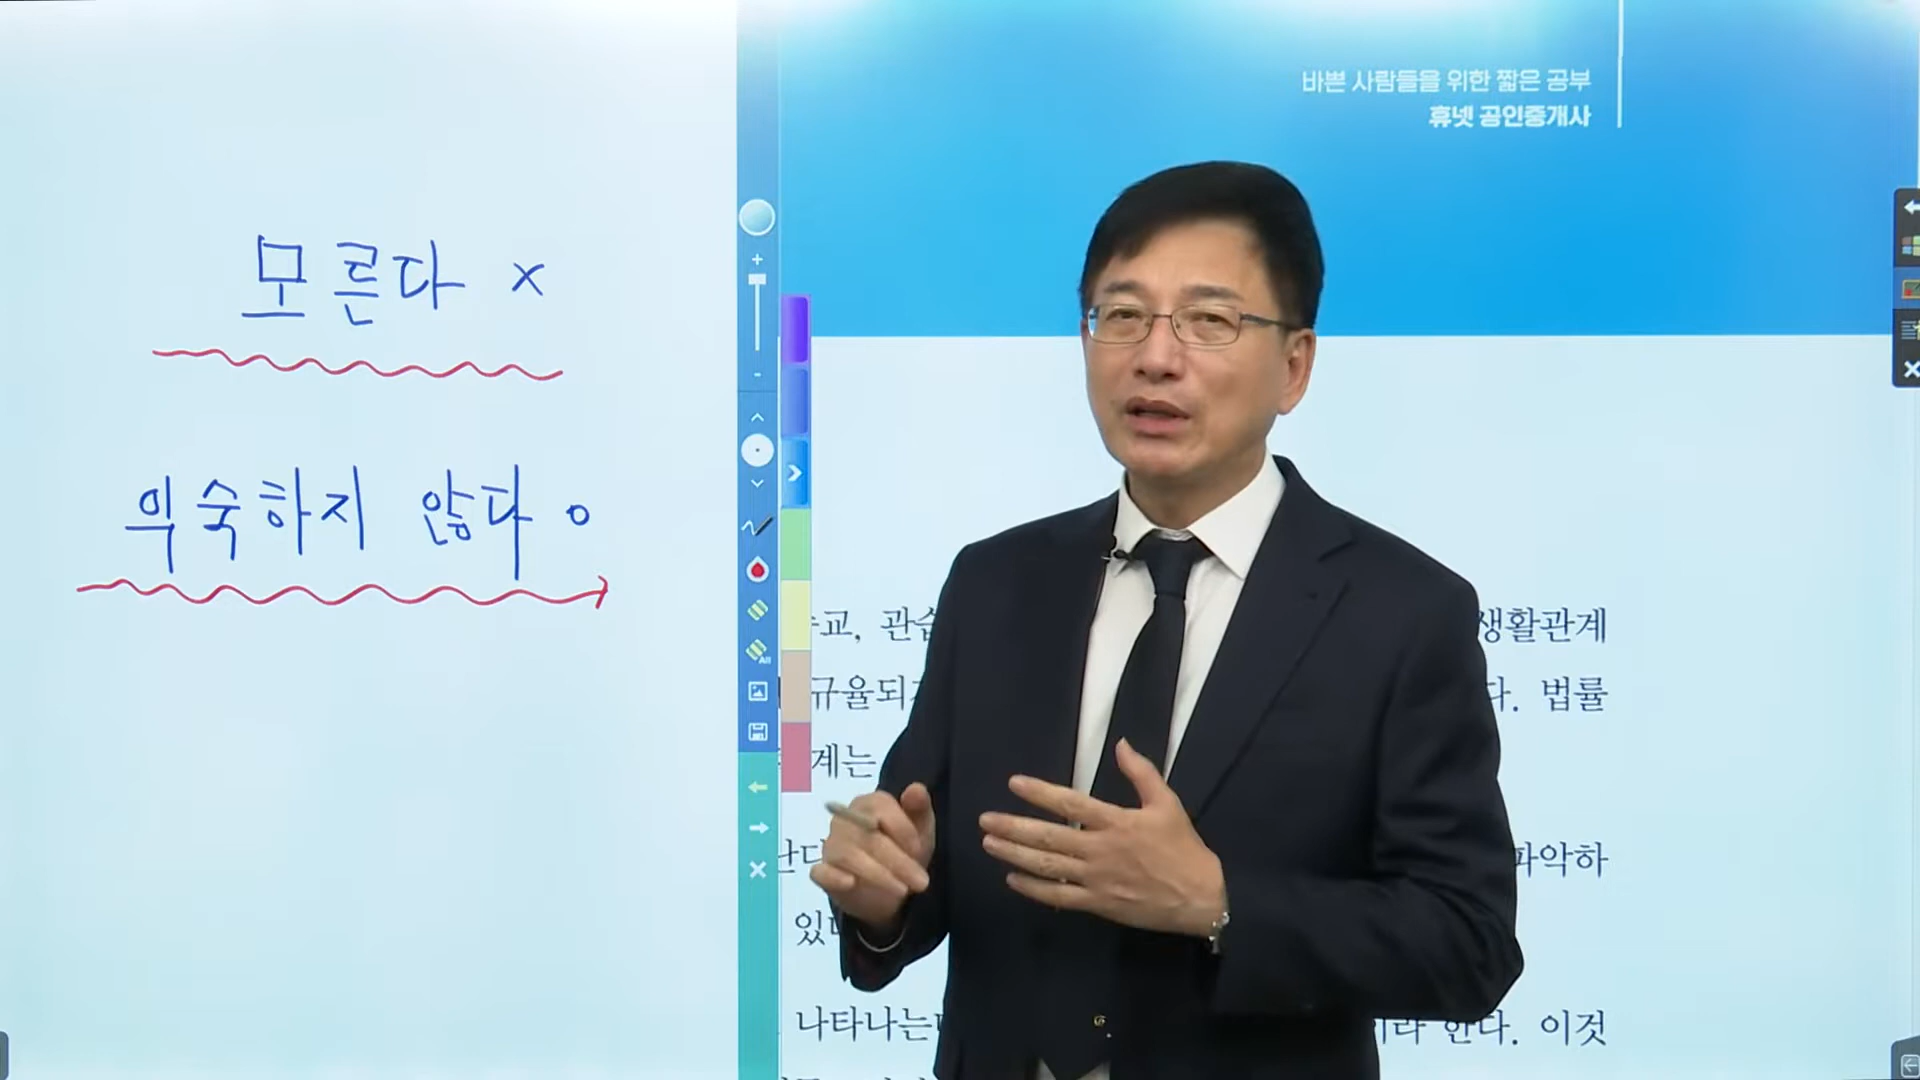 모른다 ×
익숙하지 않다 o
바쁜 사람들을 위한 짧은 공부
휴넷 공인중개사
교, 관습 생활관계
규율되 다. 법률
계는
파악하
있
나타나는 이라 한다. 이것